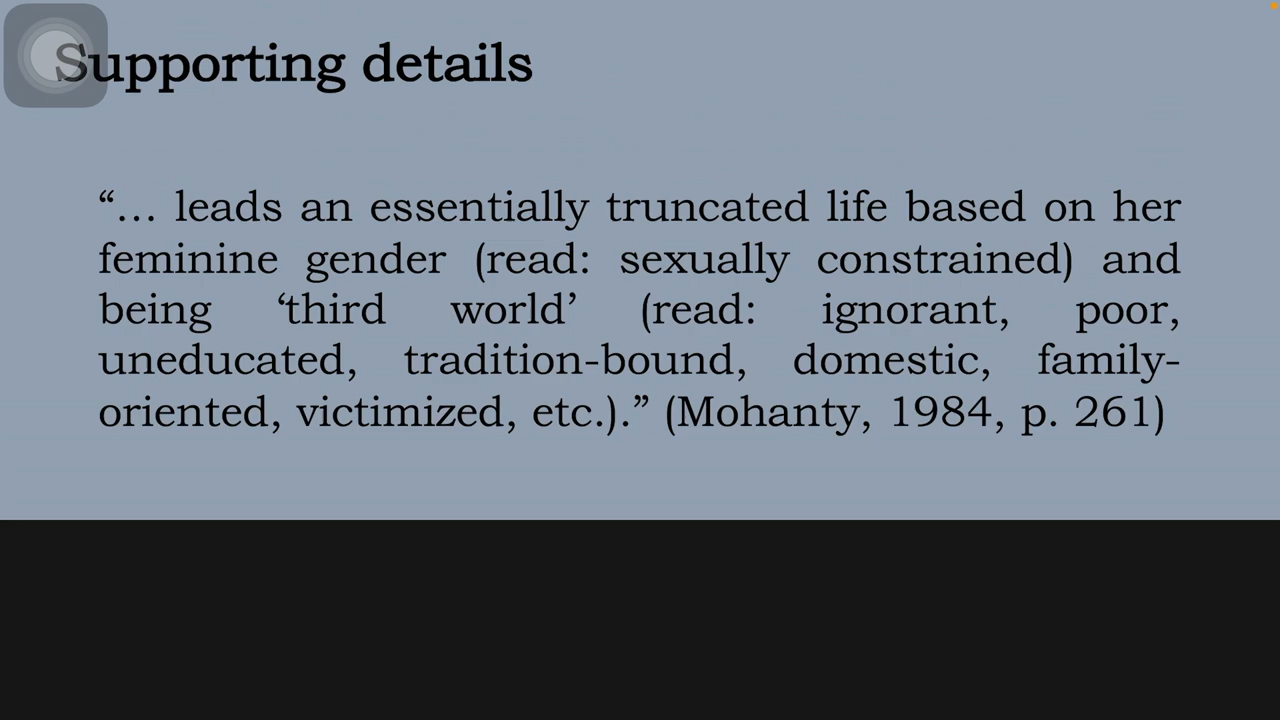 Supporting details
“... leads an essentially truncated life based on her
feminine gender (read: sexually constrained) and
being ‘third world’ (read: ignorant, poor,
uneducated, tradition-bound, domestic, family-
oriented, victimized, etc.).” (Mohanty, 1984, p. 261)